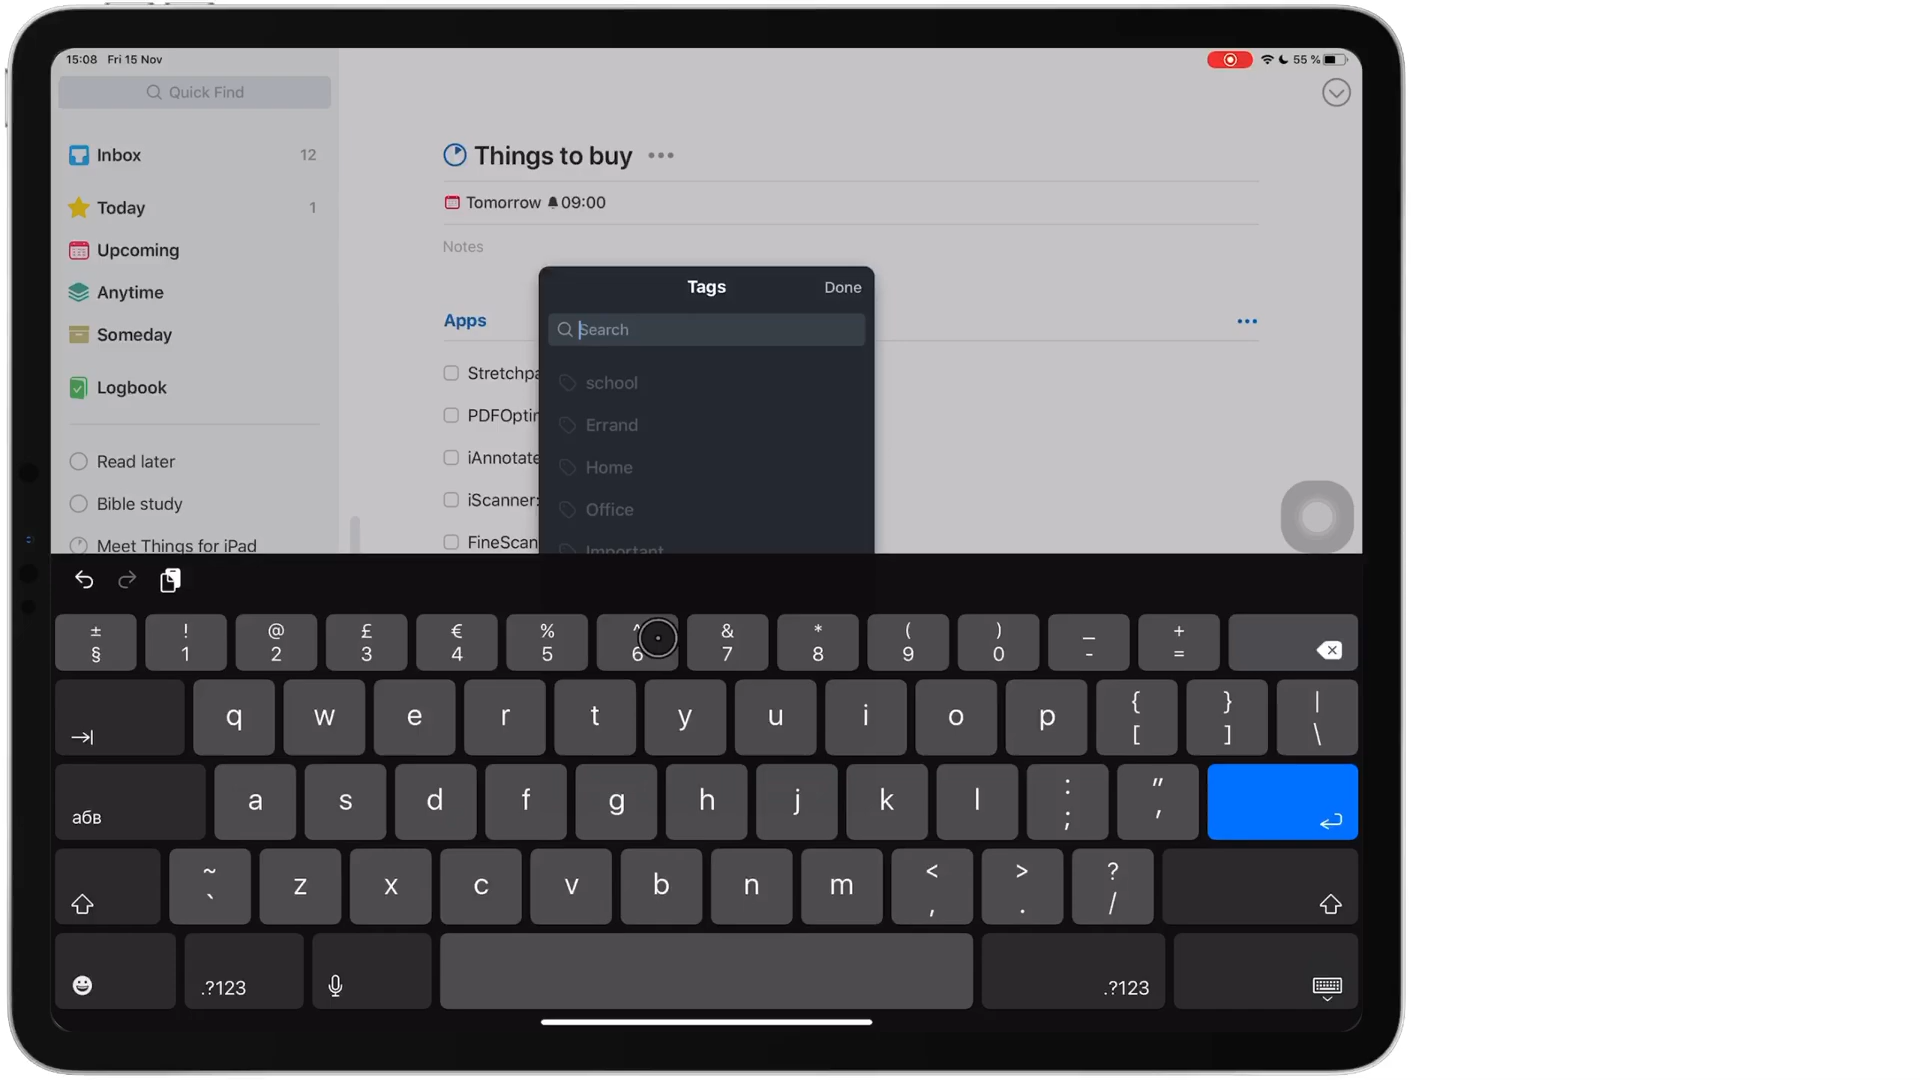 15:08 Fri 15 Nov
55 %
Quick Find
Inbox 12
Today 1
Upcoming
Anytime
Someday
Logbook
Read later
Bible study
Meet Things for iPad
Things to buy •••
Tomorrow 09:00
Notes
Apps •••
Stretchpa
PDFOptin
iAnnotate
iScanner:
FineScan
Tags Done
Search
school
Errand
Home
Office
Important
± ! @ £ € % ^ & * ( ) _ +
§ 1 2 3 4 5 6 7 8 9 0 - =
q w e r t y u i o p { [ } ] | \
абв a s d f g h j k l : ; " '
~ ` z x c v b n m < , > . ? /
.?123 .?123